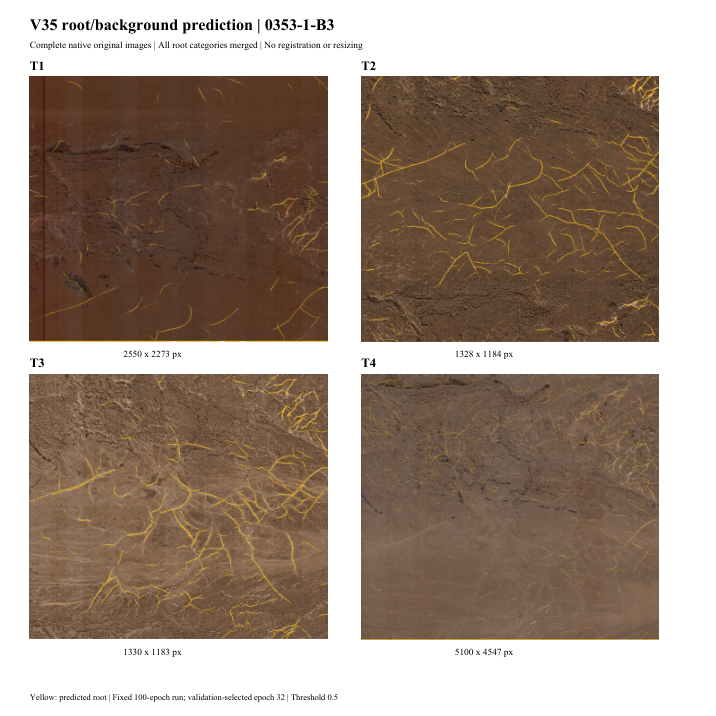 V35 root/background prediction | 0353-1-B3
Complete native original images | All root categories merged | No registration or resizing
T1
T2
2550 x 2273 px
1328 x 1184 px
T3
T4
1330 x 1183 px
5100 x 4547 px
Yellow: predicted root | Fixed 100-epoch run; validation-selected epoch 32 | Threshold 0.5